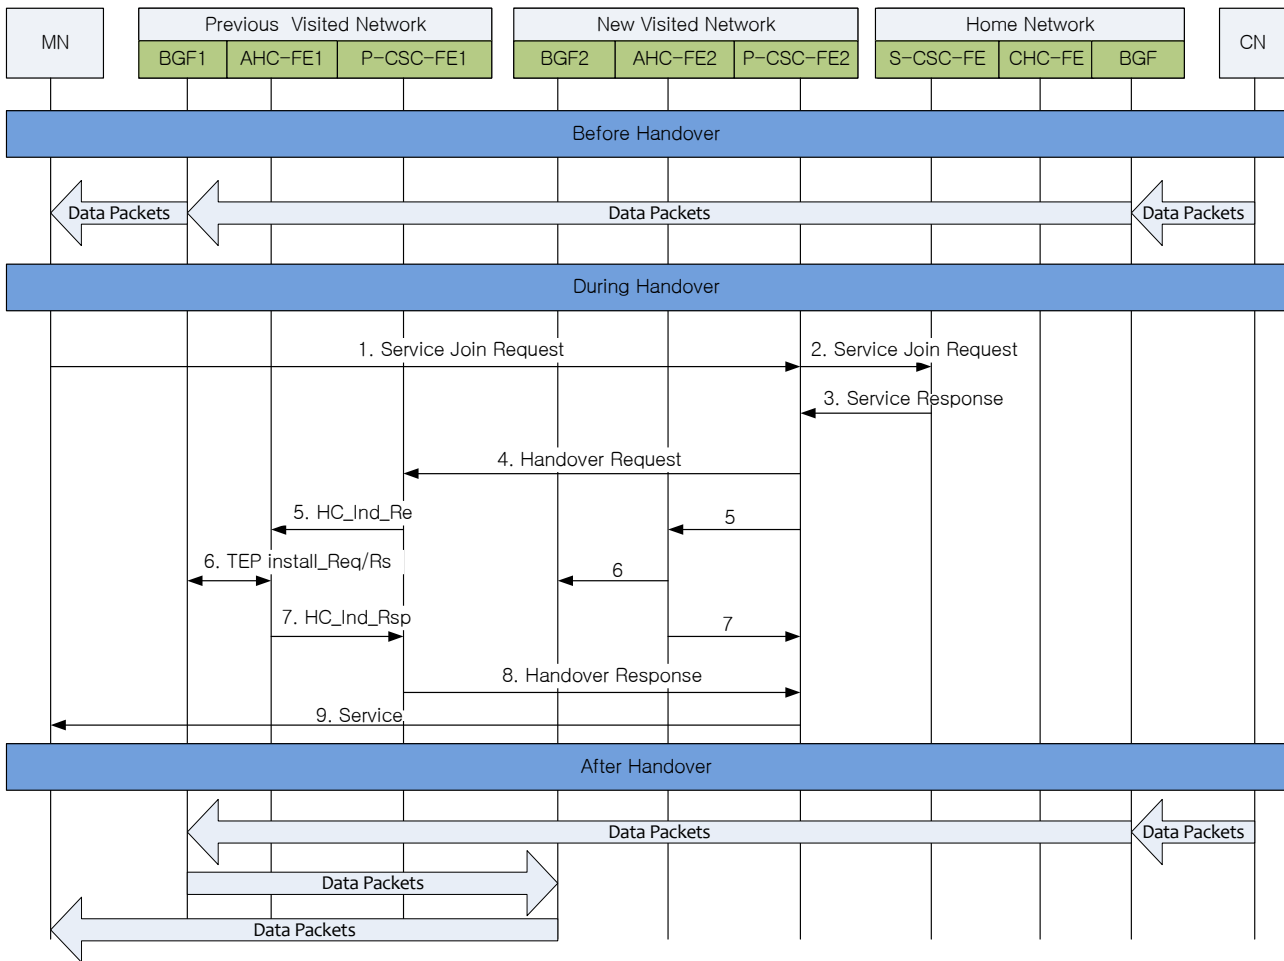 MN
Previous Visited Network
New Visited Network
Home Network
CN
BGF1
AHC-FE1
P-CSC-FE1
BGF2
AHC-FE2
P-CSC-FE2
S-CSC-FE
CHC-FE
BGF
Before Handover
Data Packets
Data Packets
Data Packets
During Handover
1. Service Join Request
2. Service Join Request
3. Service Response
4. Handover Request
5. HC_Ind_Re
5
6. TEP install_Req/Rs
6
7. HC_Ind_Rsp
7
8. Handover Response
9. Service
After Handover
Data Packets
Data Packets
Data Packets
Data Packets